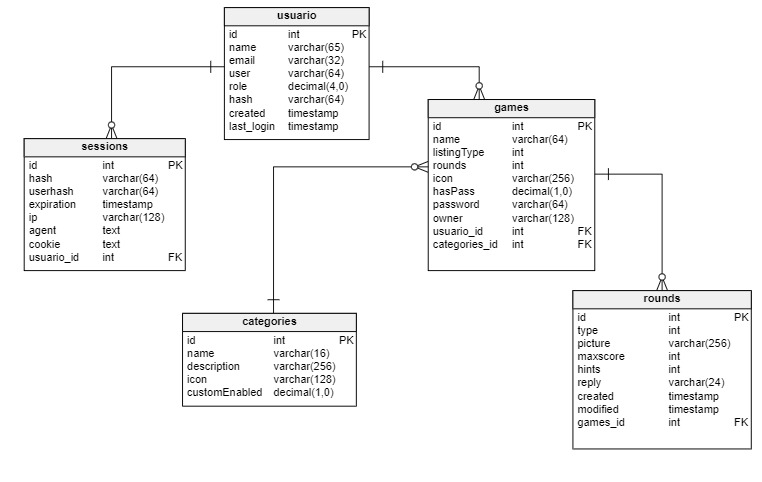 usuario
id int PK
name varchar(65)
email varchar(32)
user varchar(64)
role decimal(4,0)
hash varchar(64)
created timestamp
last_login timestamp
games
id int PK
name varchar(64)
listingType int
rounds int
icon varchar(256)
hasPass decimal(1,0)
password varchar(64)
owner varchar(128)
usuario_id int FK
categories_id int FK
sessions
id int PK
hash varchar(64)
userhash varchar(64)
expiration timestamp
ip varchar(128)
agent text
cookie text
usuario_id int FK
rounds
id int PK
type int
picture varchar(256)
maxscore int
hints int
reply varchar(24)
created timestamp
modified timestamp
games_id int FK
categories
id int PK
name varchar(16)
description varchar(256)
icon varchar(128)
customEnabled decimal(1,0)